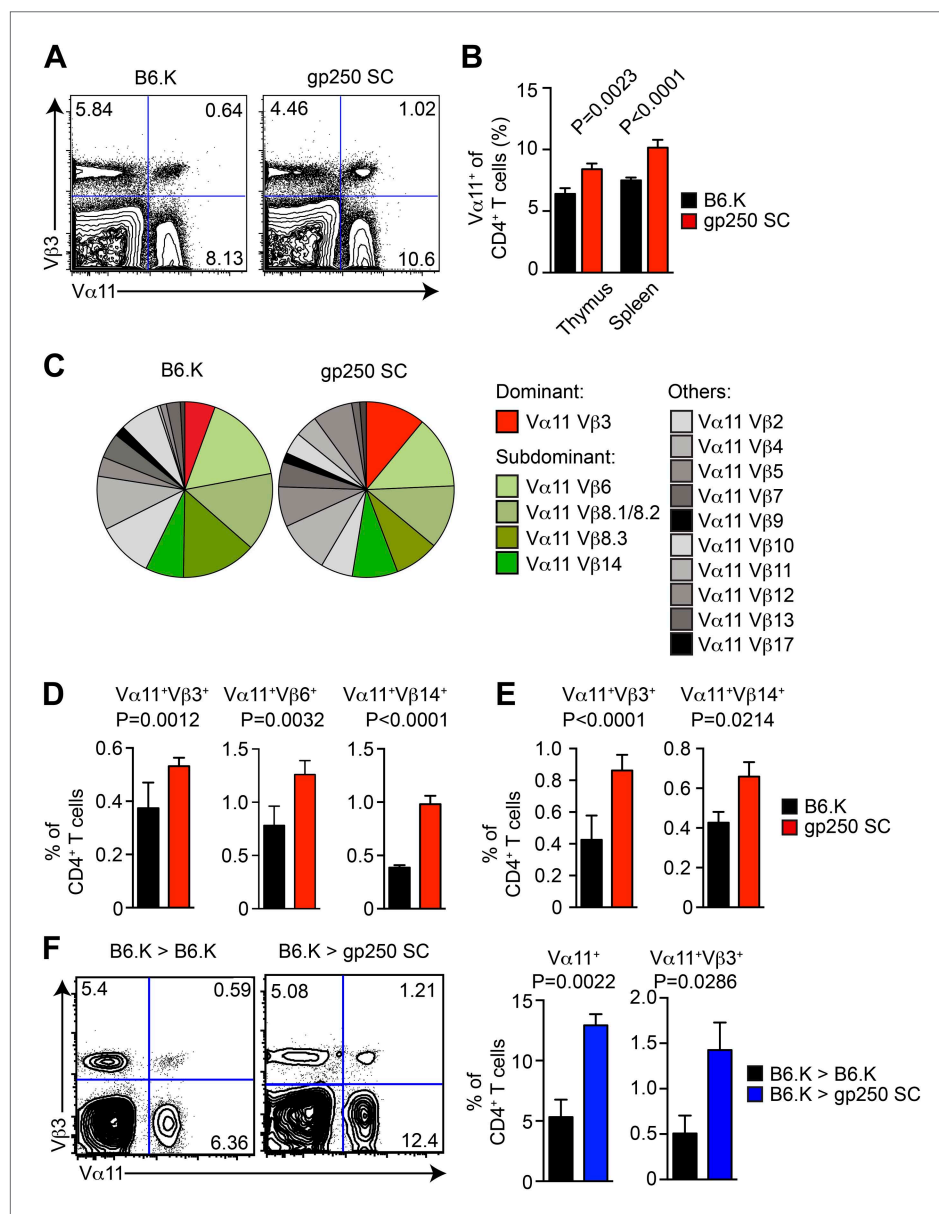 A
B6.K
gp250 SC
5.84
0.64
8.13
4.46
1.02
10.6
Vβ3
Vα11
B
P=0.0023
P<0.0001
Vα11⁺ of
CD4⁺ T cells (%)
15
10
5
0
Thymus
Spleen
B6.K
gp250 SC
C
B6.K
gp250 SC
Dominant:
Vα11 Vβ3
Subdominant:
Vα11 Vβ6
Vα11 Vβ8.1/8.2
Vα11 Vβ8.3
Vα11 Vβ14
Others:
Vα11 Vβ2
Vα11 Vβ4
Vα11 Vβ5
Vα11 Vβ7
Vα11 Vβ9
Vα11 Vβ10
Vα11 Vβ11
Vα11 Vβ12
Vα11 Vβ13
Vα11 Vβ17
D
Vα11⁺Vβ3⁺
P=0.0012
% of
CD4⁺ T cells
0.6
0.4
0.2
0
Vα11⁺Vβ6⁺
P=0.0032
1.5
1.0
0.5
0
Vα11⁺Vβ14⁺
P<0.0001
1.5
1.0
0.5
0
E
Vα11⁺Vβ3⁺
P<0.0001
% of
CD4⁺ T cells
1.0
0.8
0.6
0.4
0.2
0
Vα11⁺Vβ14⁺
P=0.0214
0.8
0.6
0.4
0.2
0
B6.K
gp250 SC
F
B6.K > B6.K
5.4
0.59
6.36
B6.K > gp250 SC
5.08
1.21
12.4
Vβ3
Vα11
Vα11⁺
P=0.0022
% of
CD4⁺ T cells
15
10
5
0
Vα11⁺Vβ3⁺
P=0.0286
2.0
1.5
1.0
0.5
0
B6.K > B6.K
B6.K > gp250 SC